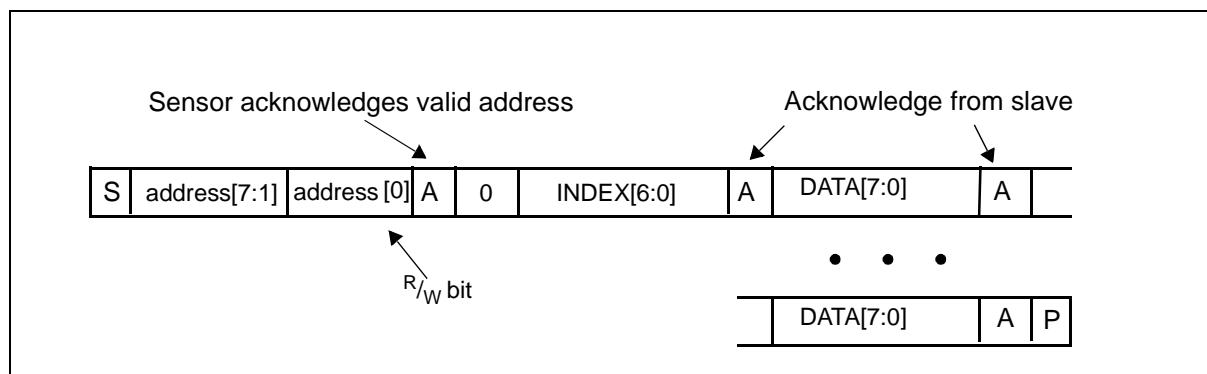 Sensor acknowledges valid address
Acknowledge from slave
S address[7:1] address [0] A 0 INDEX[6:0] A DATA[7:0] A
R/W bit
DATA[7:0] A P